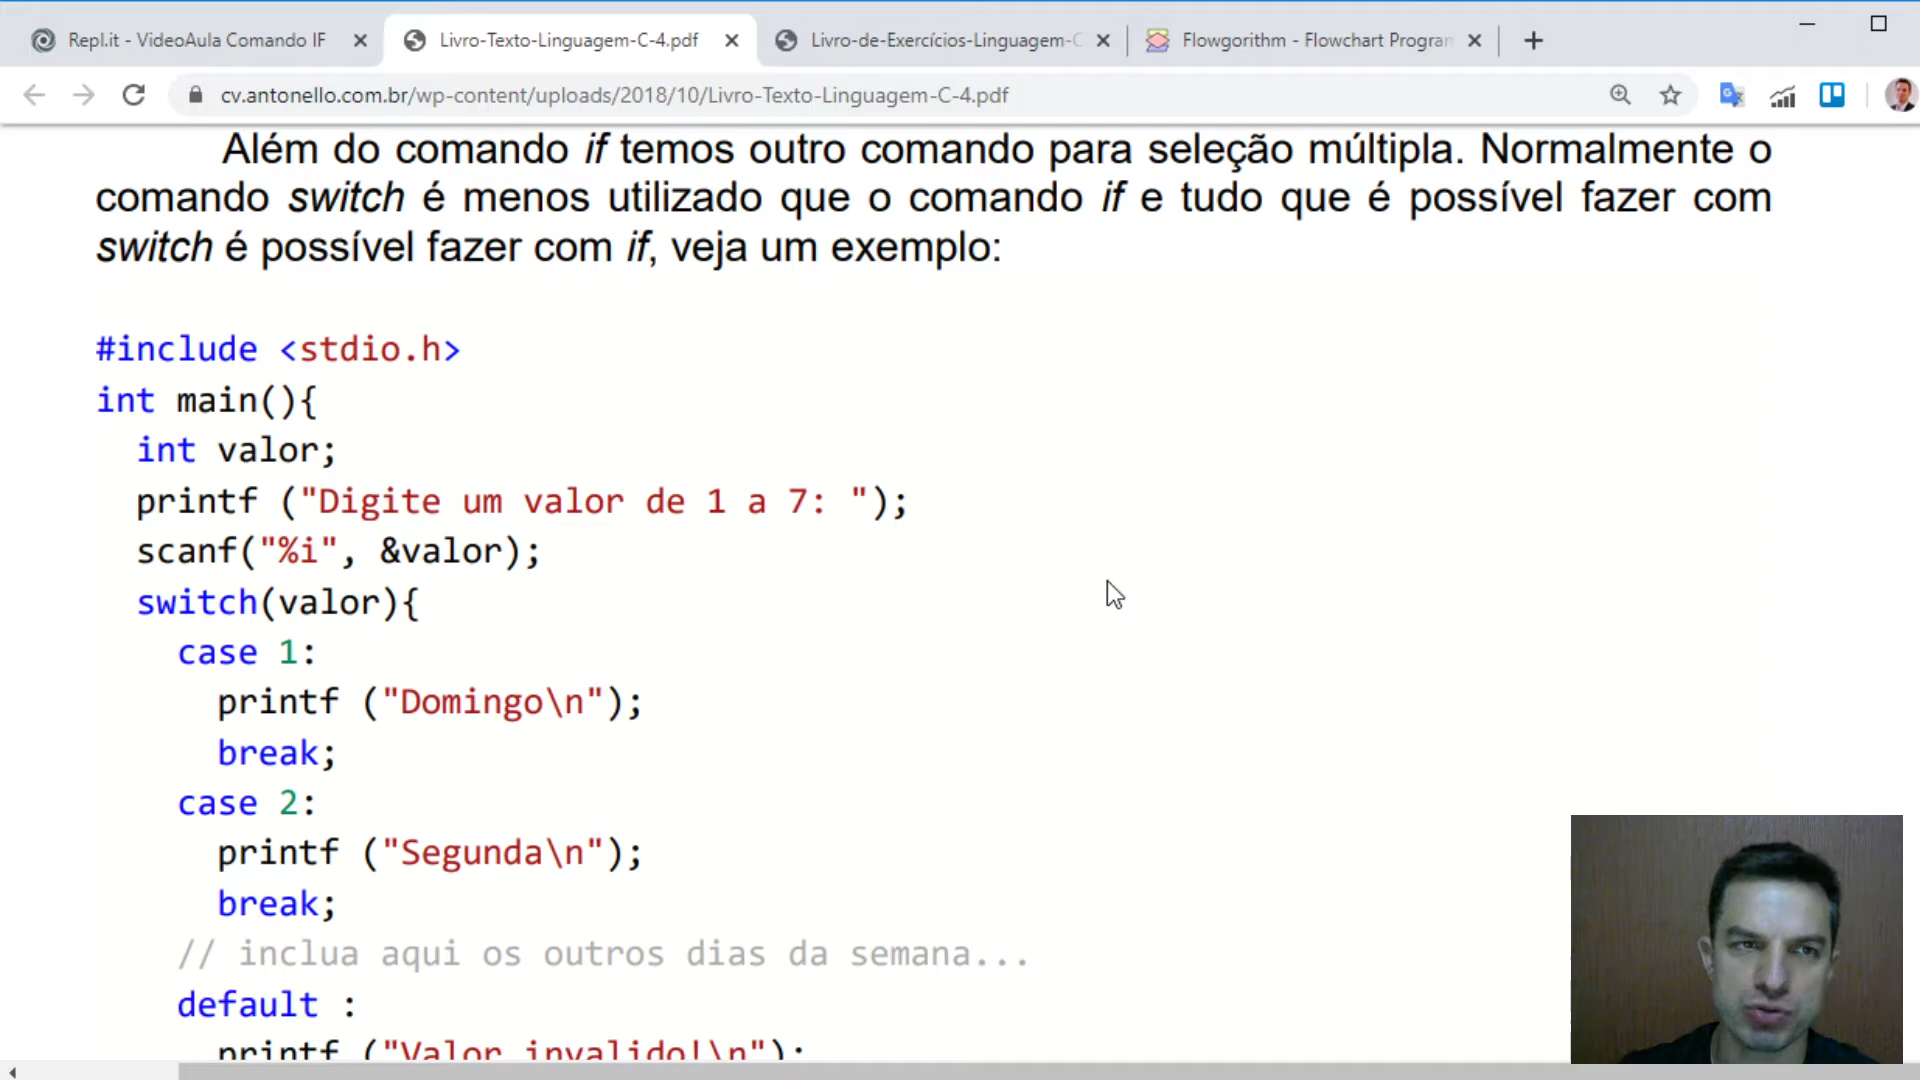 Repl.it - VideoAula Comando IF
Livro-Texto-Linguagem-C-4.pdf
Livro-de-Exercícios-Linguagem-C
Flowgorithm - Flowchart Program
cv.antonello.com.br/wp-content/uploads/2018/10/Livro-Texto-Linguagem-C-4.pdf
Além do comando if temos outro comando para seleção múltipla. Normalmente o
comando switch é menos utilizado que o comando if e tudo que é possível fazer com
switch é possível fazer com if, veja um exemplo:
#include <stdio.h>
int main(){
int valor;
printf ("Digite um valor de 1 a 7: ");
scanf("%i", &valor);
switch(valor){
case 1:
printf ("Domingo\n");
break;
case 2:
printf ("Segunda\n");
break;
// inclua aqui os outros dias da semana...
default :
printf ("Valor invalido!\n");